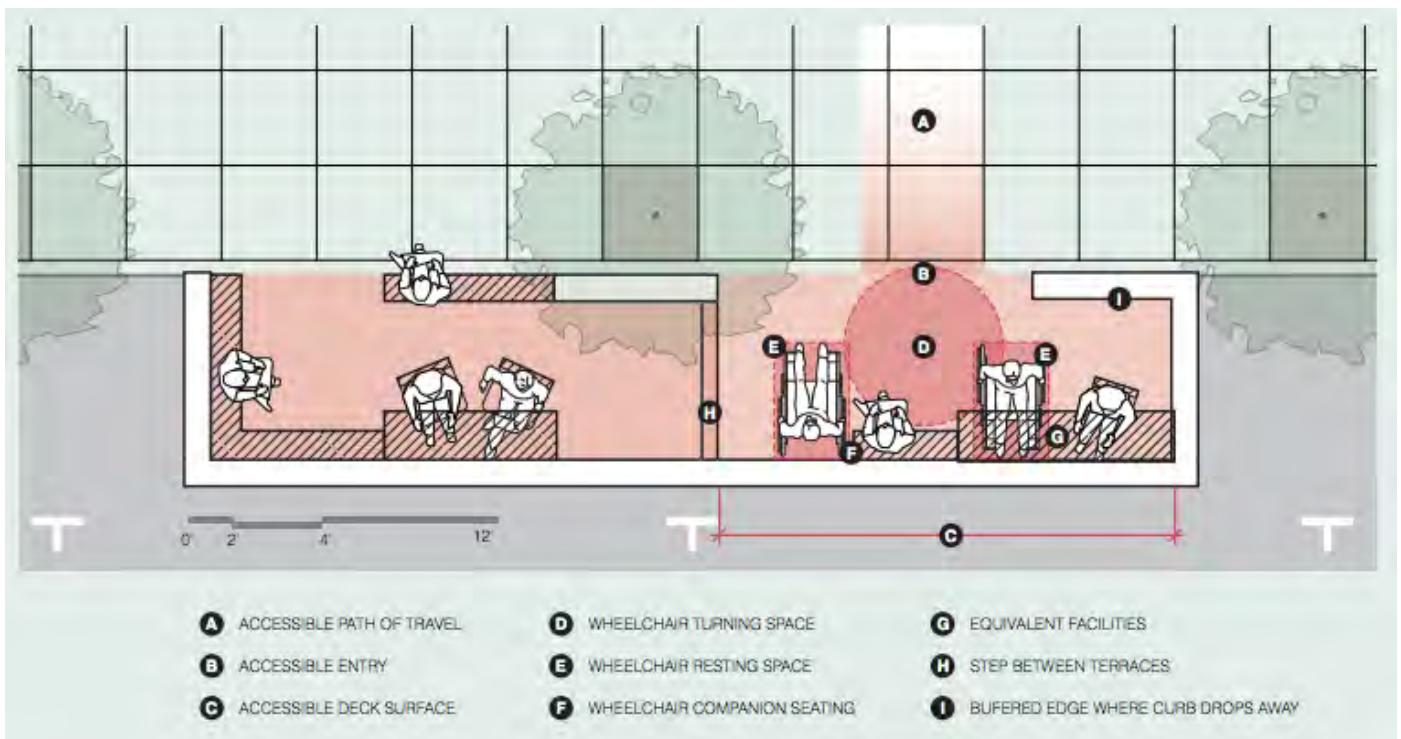 A
B
I
E
D
E
H
G
F
C
0' 2' 4' 12'
A ACCESSIBLE PATH OF TRAVEL
B ACCESSIBLE ENTRY
C ACCESSIBLE DECK SURFACE
D WHEELCHAIR TURNING SPACE
E WHEELCHAIR RESTING SPACE
F WHEELCHAIR COMPANION SEATING
G EQUIVALENT FACILITIES
H STEP BETWEEN TERRACES
I BUFERED EDGE WHERE CURB DROPS AWAY